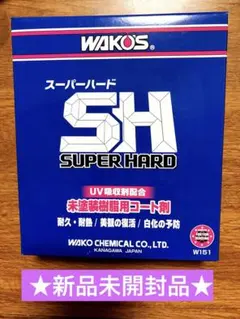 WAKO'S
スーパーハード
SH
SUPER HARD
UV吸収剤配合
未塗装樹脂用コート剤
耐久・耐熱/美観の復活/白化の予防
WAKO CHEMICAL CO., LTD.
KANAGAWA JAPAN
W151
★新品未開封品★